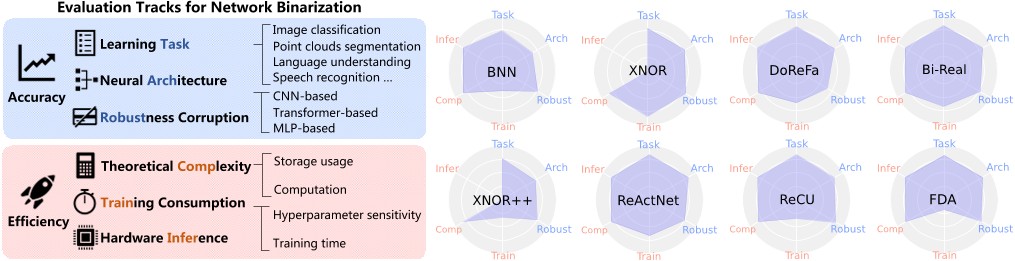 Evaluation Tracks for Network Binarization
Accuracy
Learning Task
Image classification
Point clouds segmentation
Language understanding
Speech recognition ...
Neural Architecture
CNN-based
Transformer-based
MLP-based
Robustness Corruption
Efficiency
Theoretical Complexity
Storage usage
Computation
Training Consumption
Hyperparameter sensitivity
Training time
Hardware Inference
Task
Infer
Arch
BNN
Comp
Robust
Train
Task
Infer
Arch
XNOR
Comp
Robust
Train
Task
Infer
Arch
DoReFa
Comp
Robust
Train
Task
Infer
Arch
Bi-Real
Comp
Robust
Train
Task
Infer
Arch
XNOR++
Comp
Robust
Train
Task
Infer
Arch
ReActNet
Comp
Robust
Train
Task
Infer
Arch
ReCU
Comp
Robust
Train
Task
Infer
Arch
FDA
Comp
Robust
Train